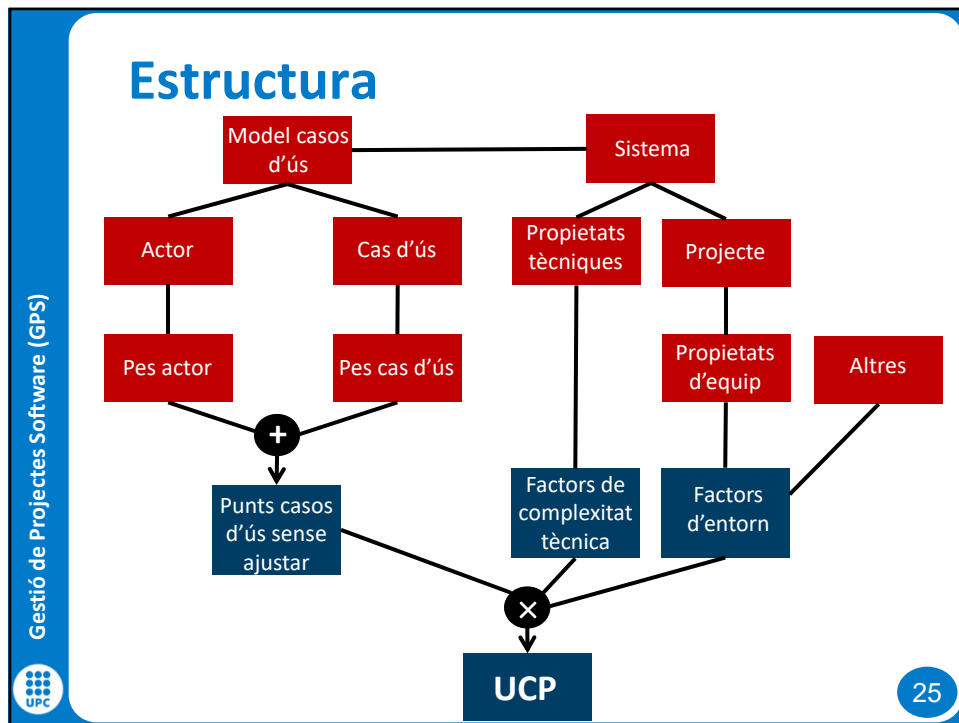 Estructura
Model casos
d'ús
Sistema
Actor
Cas d'ús
Propietats
tècniques
Projecte
Pes actor
Pes cas d'ús
Propietats
d'equip
Altres
+
Punts casos
d'ús sense
ajustar
Factors de
complexitat
tècnica
Factors
d'entorn
×
UCP
Gestió de Projectes Software (GPS)
UPC
25